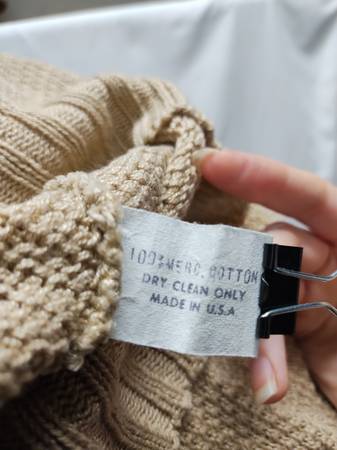 100% MERC. COTTON
DRY CLEAN ONLY
MADE IN U.S.A